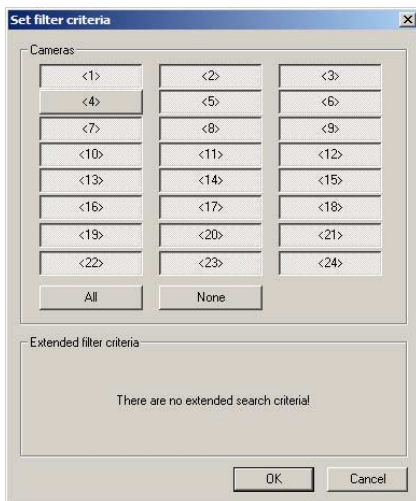 Set filter criteria
Cameras
<1> <2> <3>
<4> <5> <6>
<7> <8> <9>
<10> <11> <12>
<13> <14> <15>
<16> <17> <18>
<19> <20> <21>
<22> <23> <24>
All None
Extended filter criteria
There are no extended search criteria!
OK Cancel